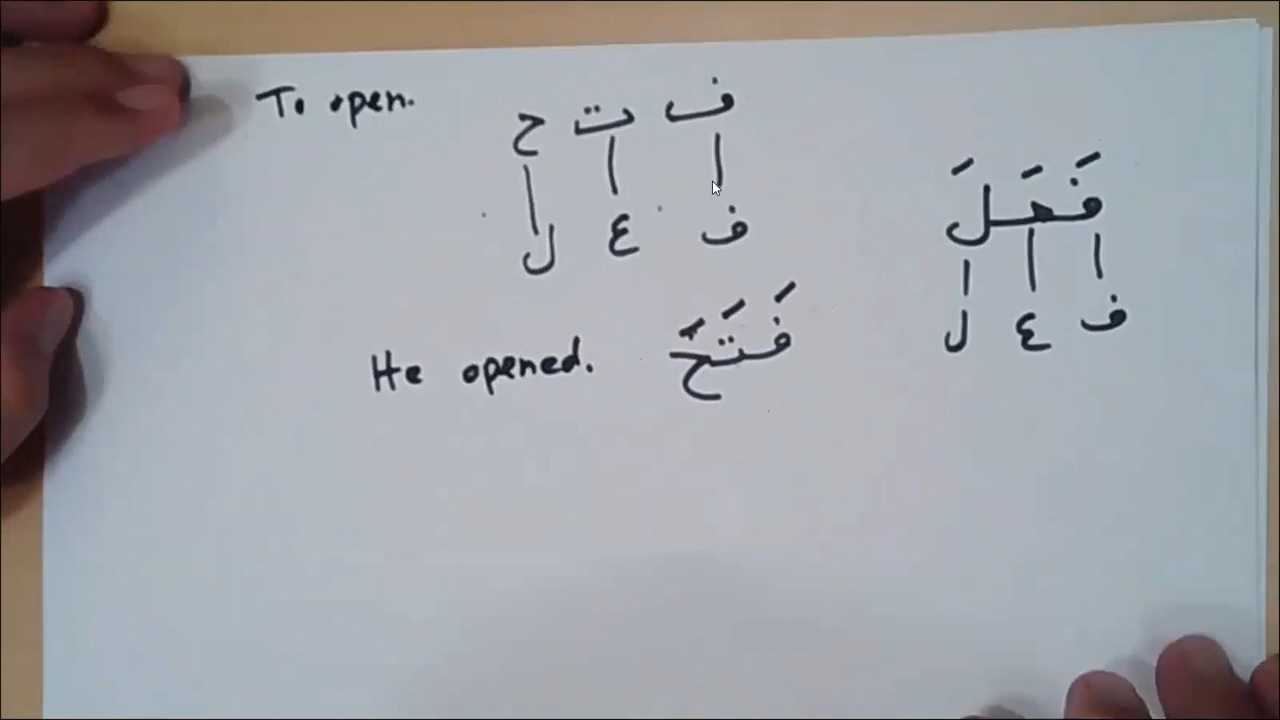 To open. ف ت ح
ف ع ل
فَعَلَ
ف ع ل
He opened. فَتَحَ